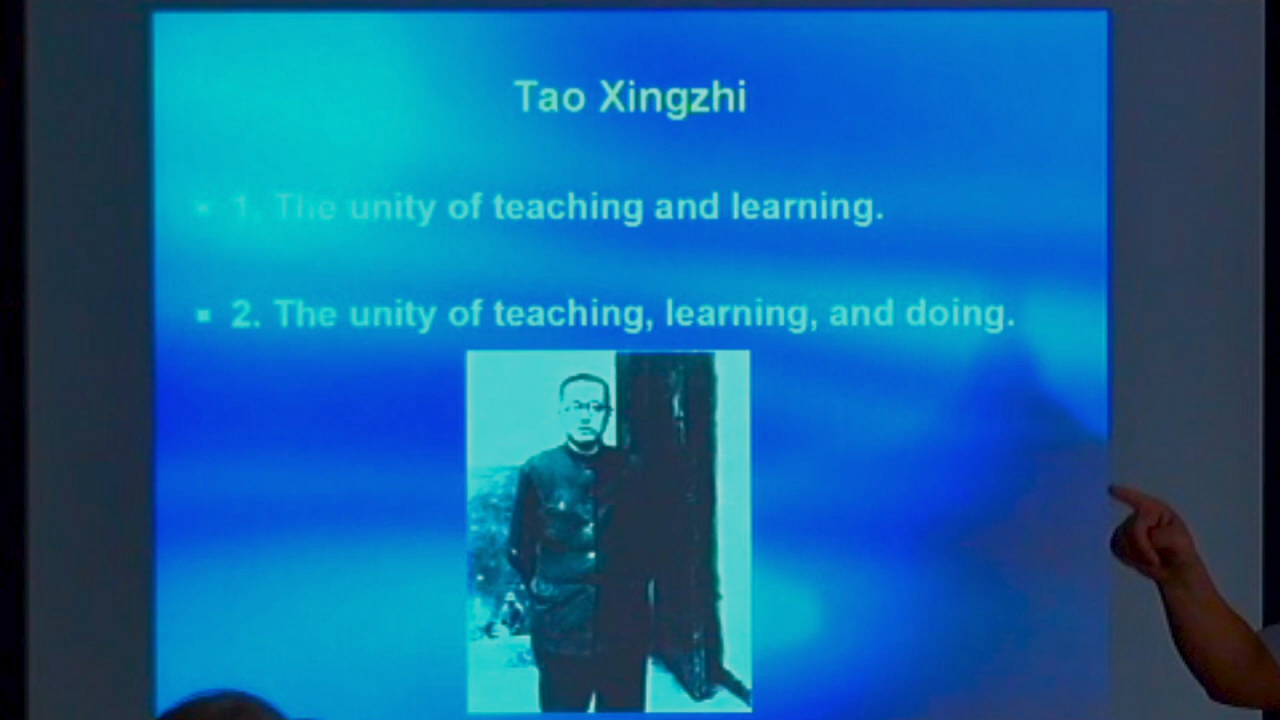 Tao Xingzhi
1. The unity of teaching and learning.
2. The unity of teaching, learning, and doing.